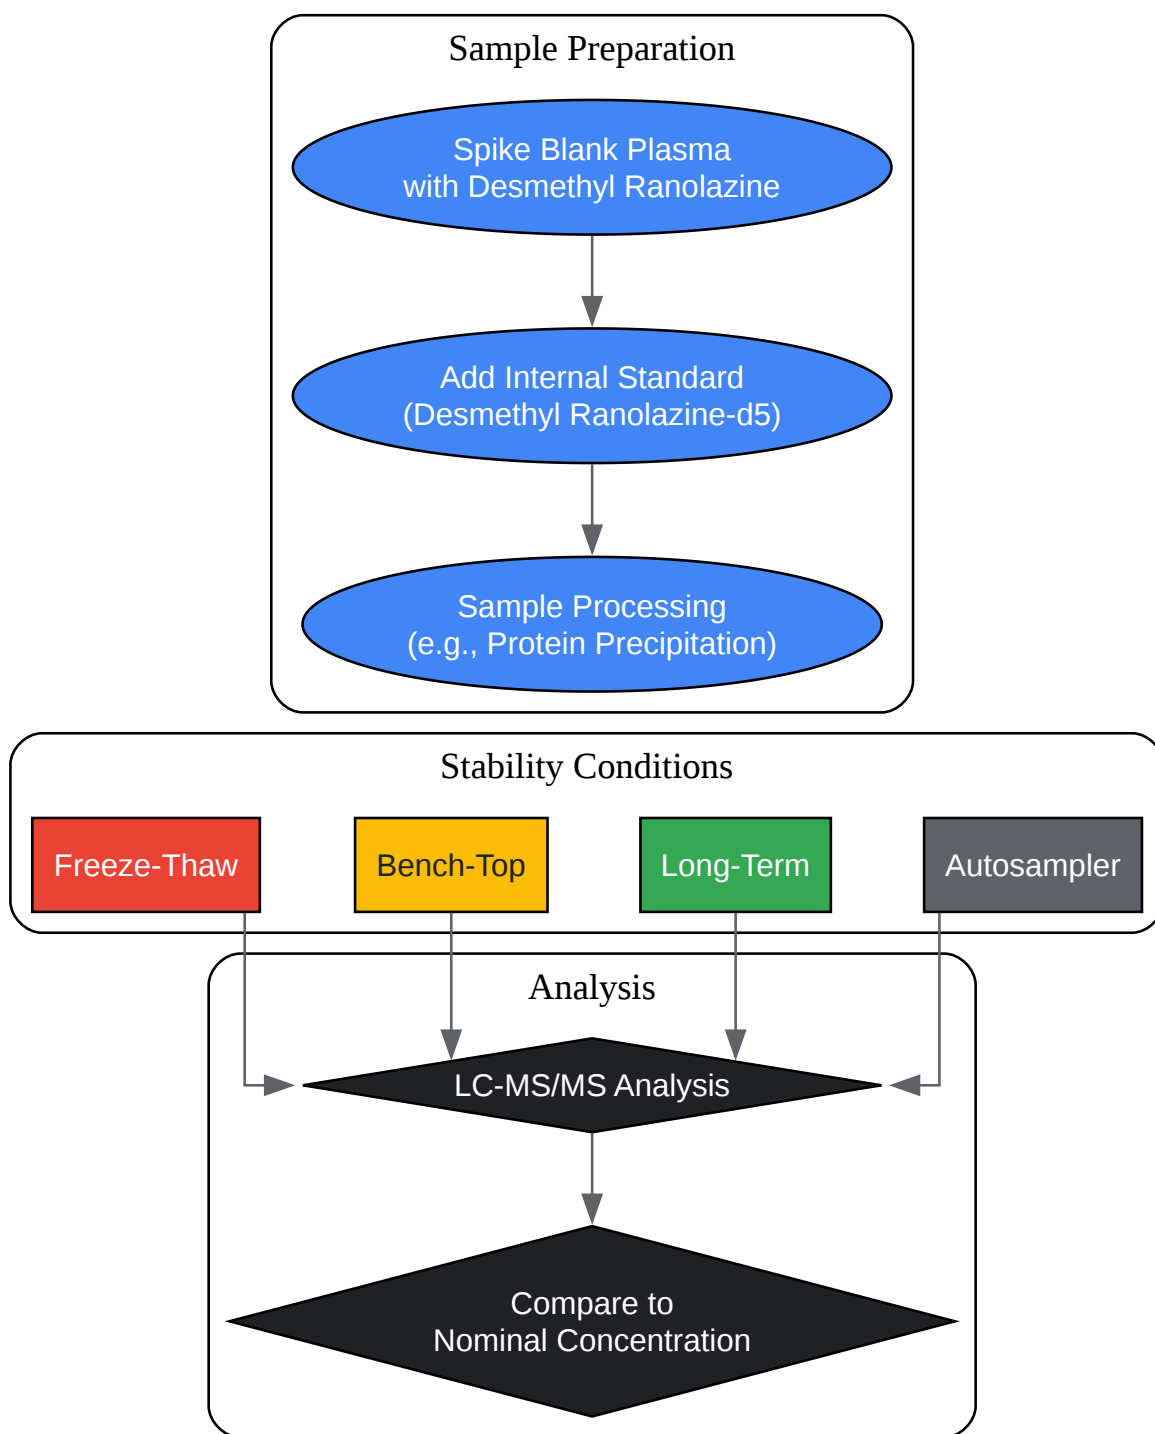 Sample Preparation
Spike Blank Plasma
with Desmethyl Ranolazine
Add Internal Standard
(Desmethyl Ranolazine-d5)
Sample Processing
(e.g., Protein Precipitation)
Stability Conditions
Freeze-Thaw
Bench-Top
Long-Term
Autosampler
Analysis
LC-MS/MS Analysis
Compare to
Nominal Concentration